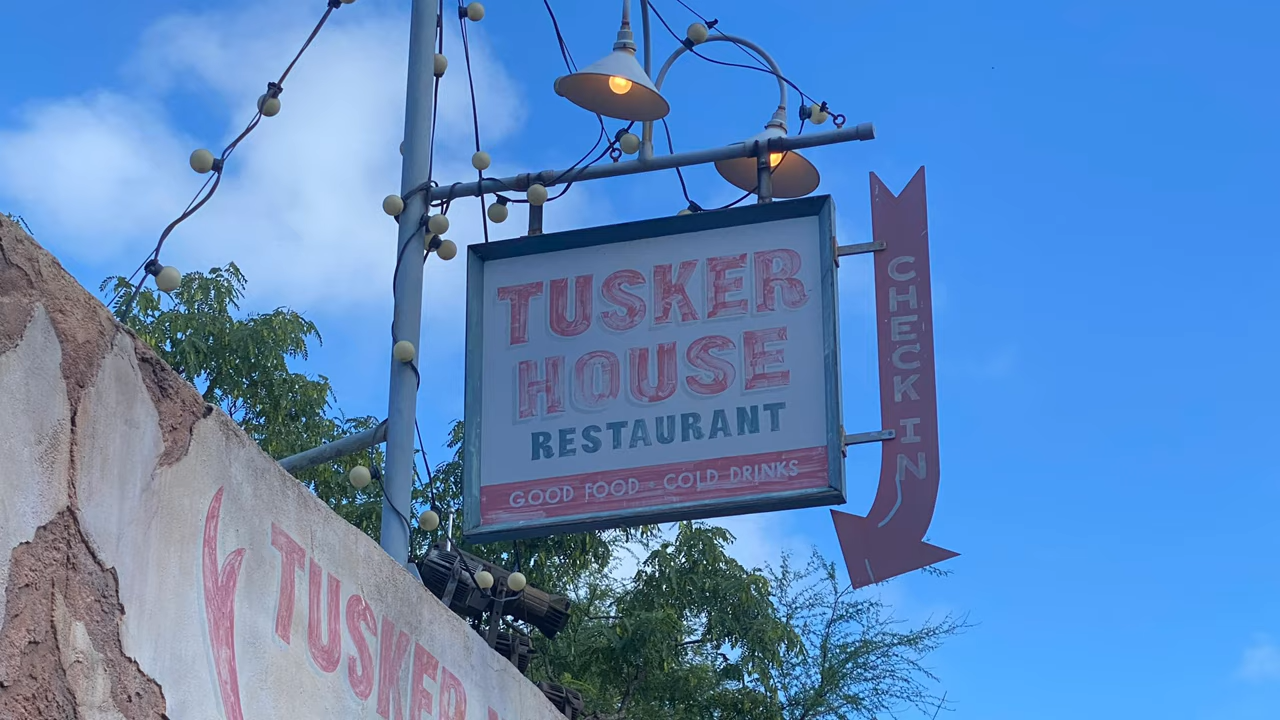 TUSKER
HOUSE
RESTAURANT
GOOD FOOD - COLD DRINKS
CHECK IN
TUSKER